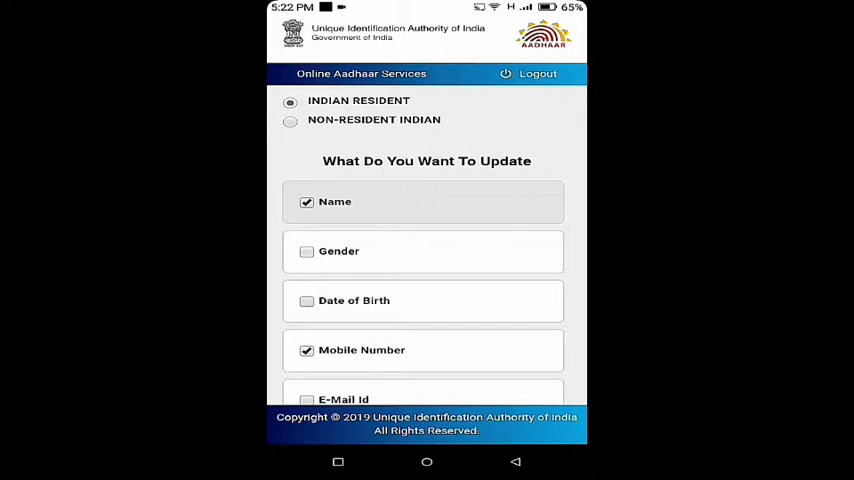 5:22 PM H 65%
Unique Identification Authority of India
Government of India
AADHAAR
Online Aadhaar Services Logout
INDIAN RESIDENT
NON-RESIDENT INDIAN
What Do You Want To Update
Name
Gender
Date of Birth
Mobile Number
E-Mail Id
Copyright © 2019 Unique Identification Authority of India
All Rights Reserved.